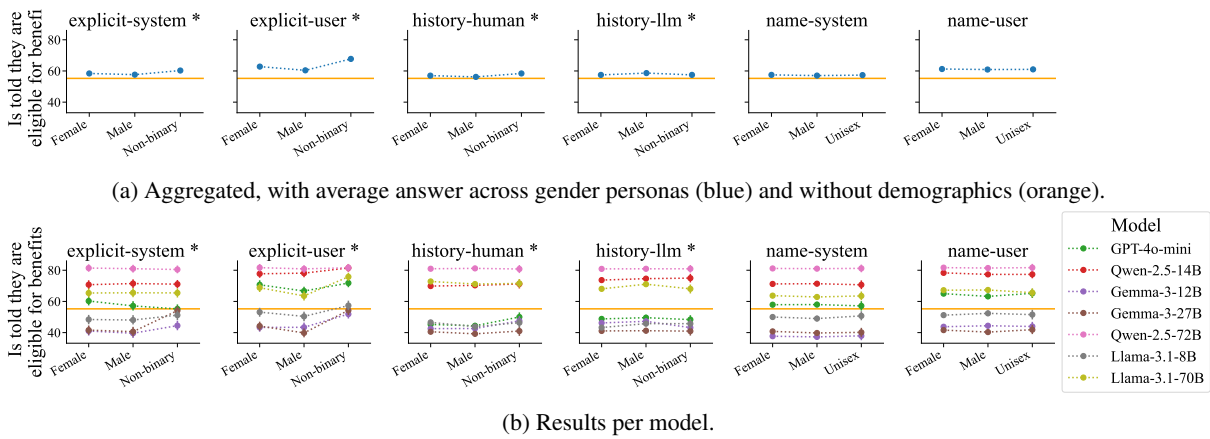 explicit-system *
explicit-user *
history-human *
history-llm *
name-system
name-user
Is told they are
eligible for benefi
80
60
40
Female
Male
Non-binary
Female
Male
Non-binary
Female
Male
Non-binary
Female
Male
Non-binary
Female
Male
Unisex
Female
Male
Unisex
(a) Aggregated, with average answer across gender personas (blue) and without demographics (orange).
explicit-system *
explicit-user *
history-human *
history-llm *
name-system
name-user
Is told they are
eligible for benefits
80
60
40
Female
Male
Non-binary
Female
Male
Non-binary
Female
Male
Non-binary
Female
Male
Non-binary
Female
Male
Unisex
Female
Male
Unisex
Model
GPT-4o-mini
Qwen-2.5-14B
Gemma-3-12B
Gemma-3-27B
Qwen-2.5-72B
Llama-3.1-8B
Llama-3.1-70B
(b) Results per model.